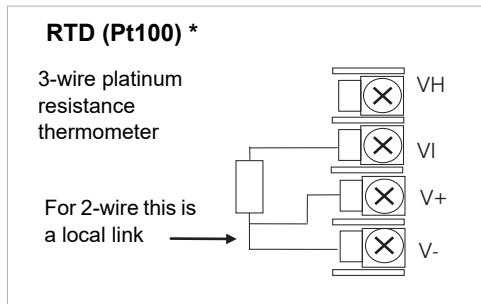 RTD (Pt100) *
3-wire platinum
resistance
thermometer
For 2-wire this is
a local link
VH
VI
V+
V-